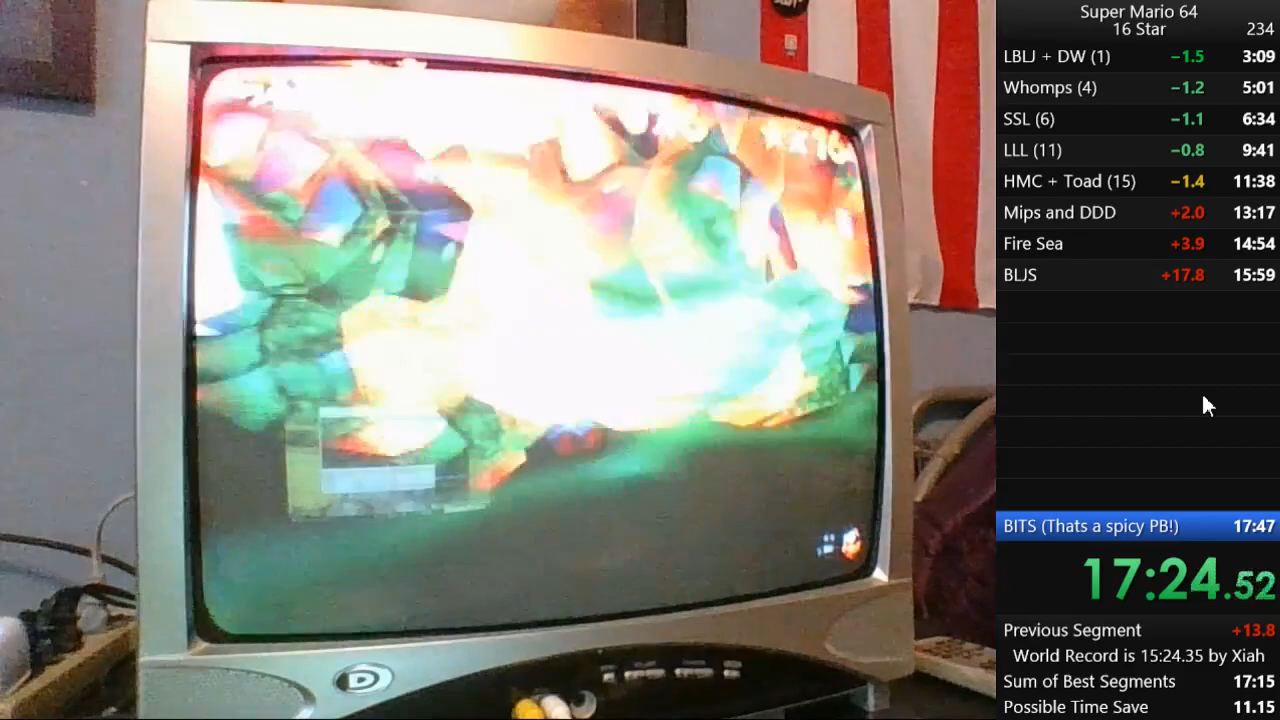 Super Mario 64
16 Star 234
LBLJ + DW (1) −1.5 3:09
Whomps (4) −1.2 5:01
SSL (6) −1.1 6:34
LLL (11) −0.8 9:41
HMC + Toad (15) −1.4 11:38
Mips and DDD +2.0 13:17
Fire Sea +3.9 14:54
BLJS +17.8 15:59
BITS (Thats a spicy PB!) 17:47
17:24.52
Previous Segment +13.8
World Record is 15:24.35 by Xiah
Sum of Best Segments 17:15
Possible Time Save 11.15
D